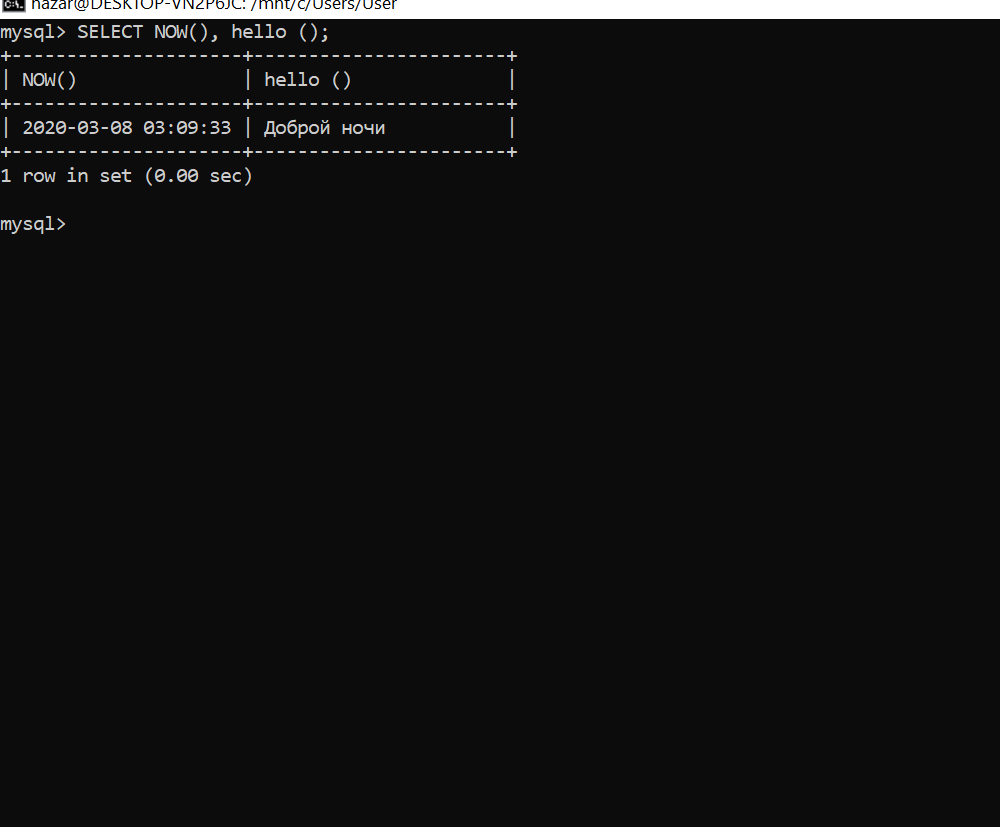 nazar@DESKTOP-VN2P6JC: /mnt/c/Users/User
mysql> SELECT NOW(), hello ();
+---------------------+-----------------------+
| NOW()               | hello ()              |
+---------------------+-----------------------+
| 2020-03-08 03:09:33 | Доброй ночи           |
+---------------------+-----------------------+
1 row in set (0.00 sec)
mysql>